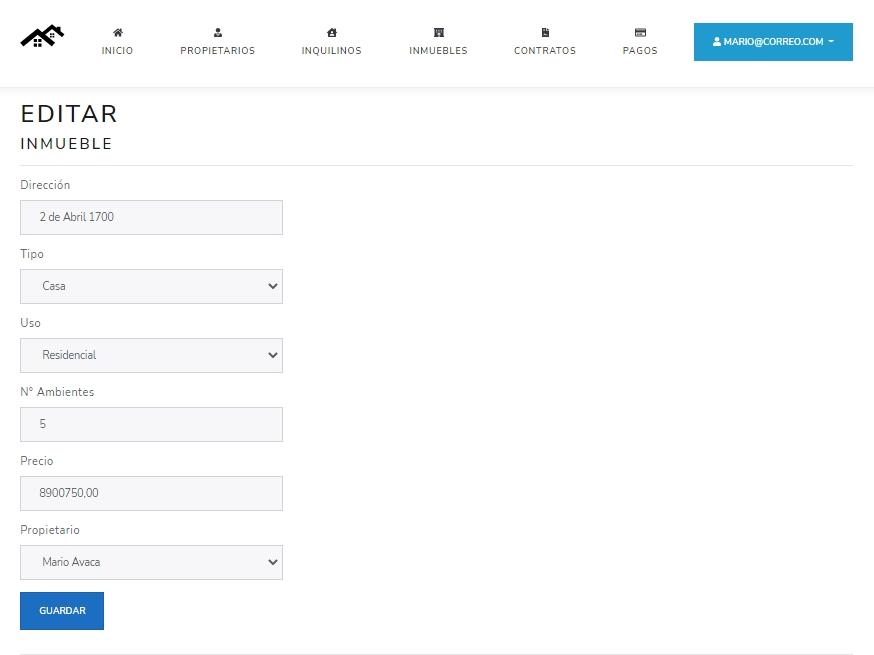 INICIO
PROPIETARIOS
INQUILINOS
INMUEBLES
CONTRATOS
PAGOS
MARIO@CORREO.COM
EDITAR
INMUEBLE
Dirección
2 de Abril 1700
Tipo
Casa
Uso
Residencial
N° Ambientes
5
Precio
8900750,00
Propietario
Mario Avaca
GUARDAR